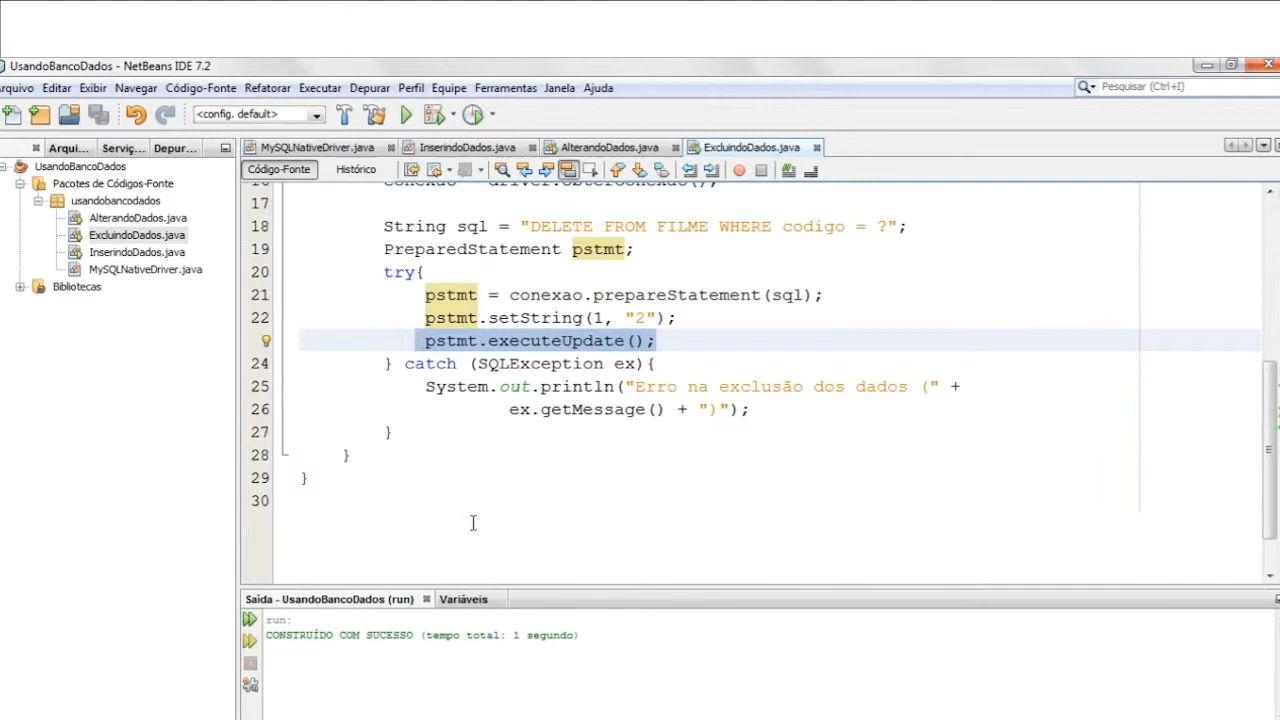 UsandoBancoDados - NetBeans IDE 7.2
rquivo Editar Exibir Navegar Código-Fonte Refatorar Executar Depurar Perfil Equipe Ferramentas Janela Ajuda
Pesquisar (Ctrl+I)
<config. default>
Arqui... Serviç... Depur...
MySQLNativeDriver.java InserindoDados.java AlterandoDados.java ExcluindoDados.java
Código-Fonte Histórico
UsandoBancoDados
Pacotes de Códigos-Fonte
usandobancodados
AlterandoDados.java
ExcluindoDados.java
InserindoDados.java
MySQLNativeDriver.java
Bibliotecas
16 conexao = driver.obterConexao();
17
18 String sql = "DELETE FROM FILME WHERE codigo = ?";
19 PreparedStatement pstmt;
20 try{
21 pstmt = conexao.prepareStatement(sql);
22 pstmt.setString(1, "2");
pstmt.executeUpdate();
24 } catch (SQLException ex){
25 System.out.println("Erro na exclusão dos dados (" +
26 ex.getMessage() + ")");
27 }
28 }
29 }
30
Saída - UsandoBancoDados (run) Variáveis
run:
CONSTRUÍDO COM SUCESSO (tempo total: 1 segundo)